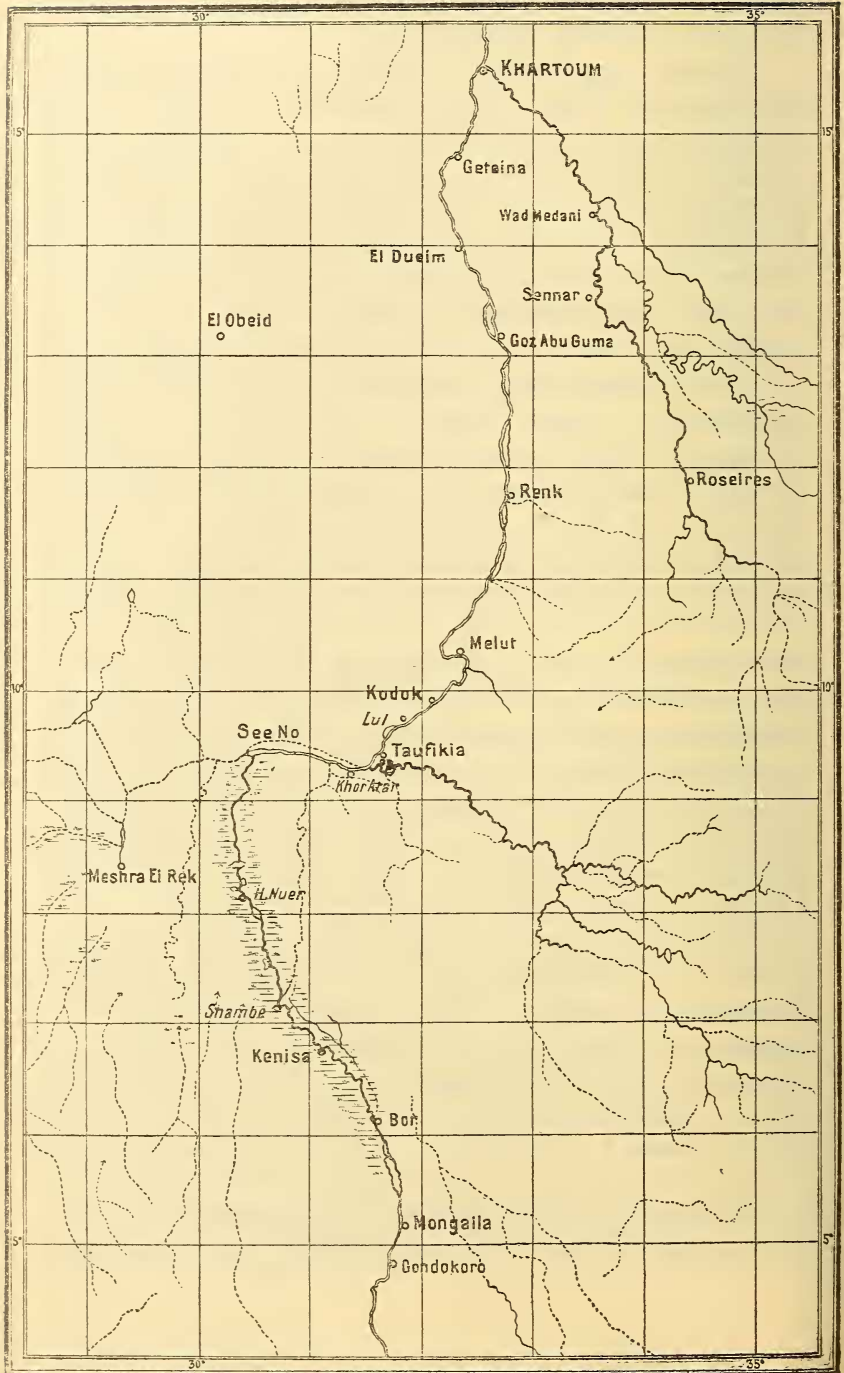 30°
35°
KHARTOUM
15°
15°
Geteina
Wad Medani
El Dueim
Sennar
El Obeid
Goz Abu Guma
Renk
Roseires
Melut
10°
10°
Kodok
Lul
See No
Taufikia
Khor Atar
Meshra El Rek
H. Nuer
Shambe
Kenisa
Bor
Mongalla
5°
5°
Gondokoro
30°
35°